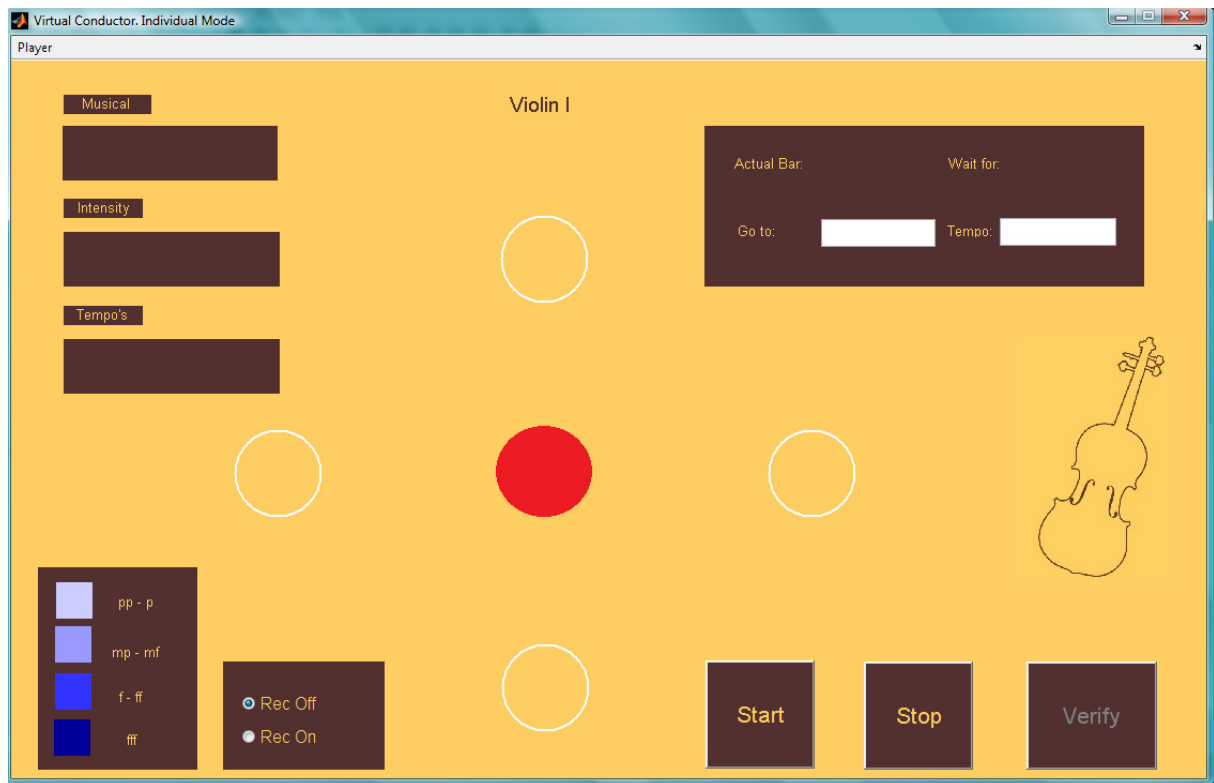 Virtual Conductor. Individual Mode
Player
Musical
Violin I
Actual Bar:
Wait for:
Intensity
Go to:
Tempo:
Tempo's
pp - p
mp - mf
f - ff
fff
Rec Off
Rec On
Start
Stop
Verify